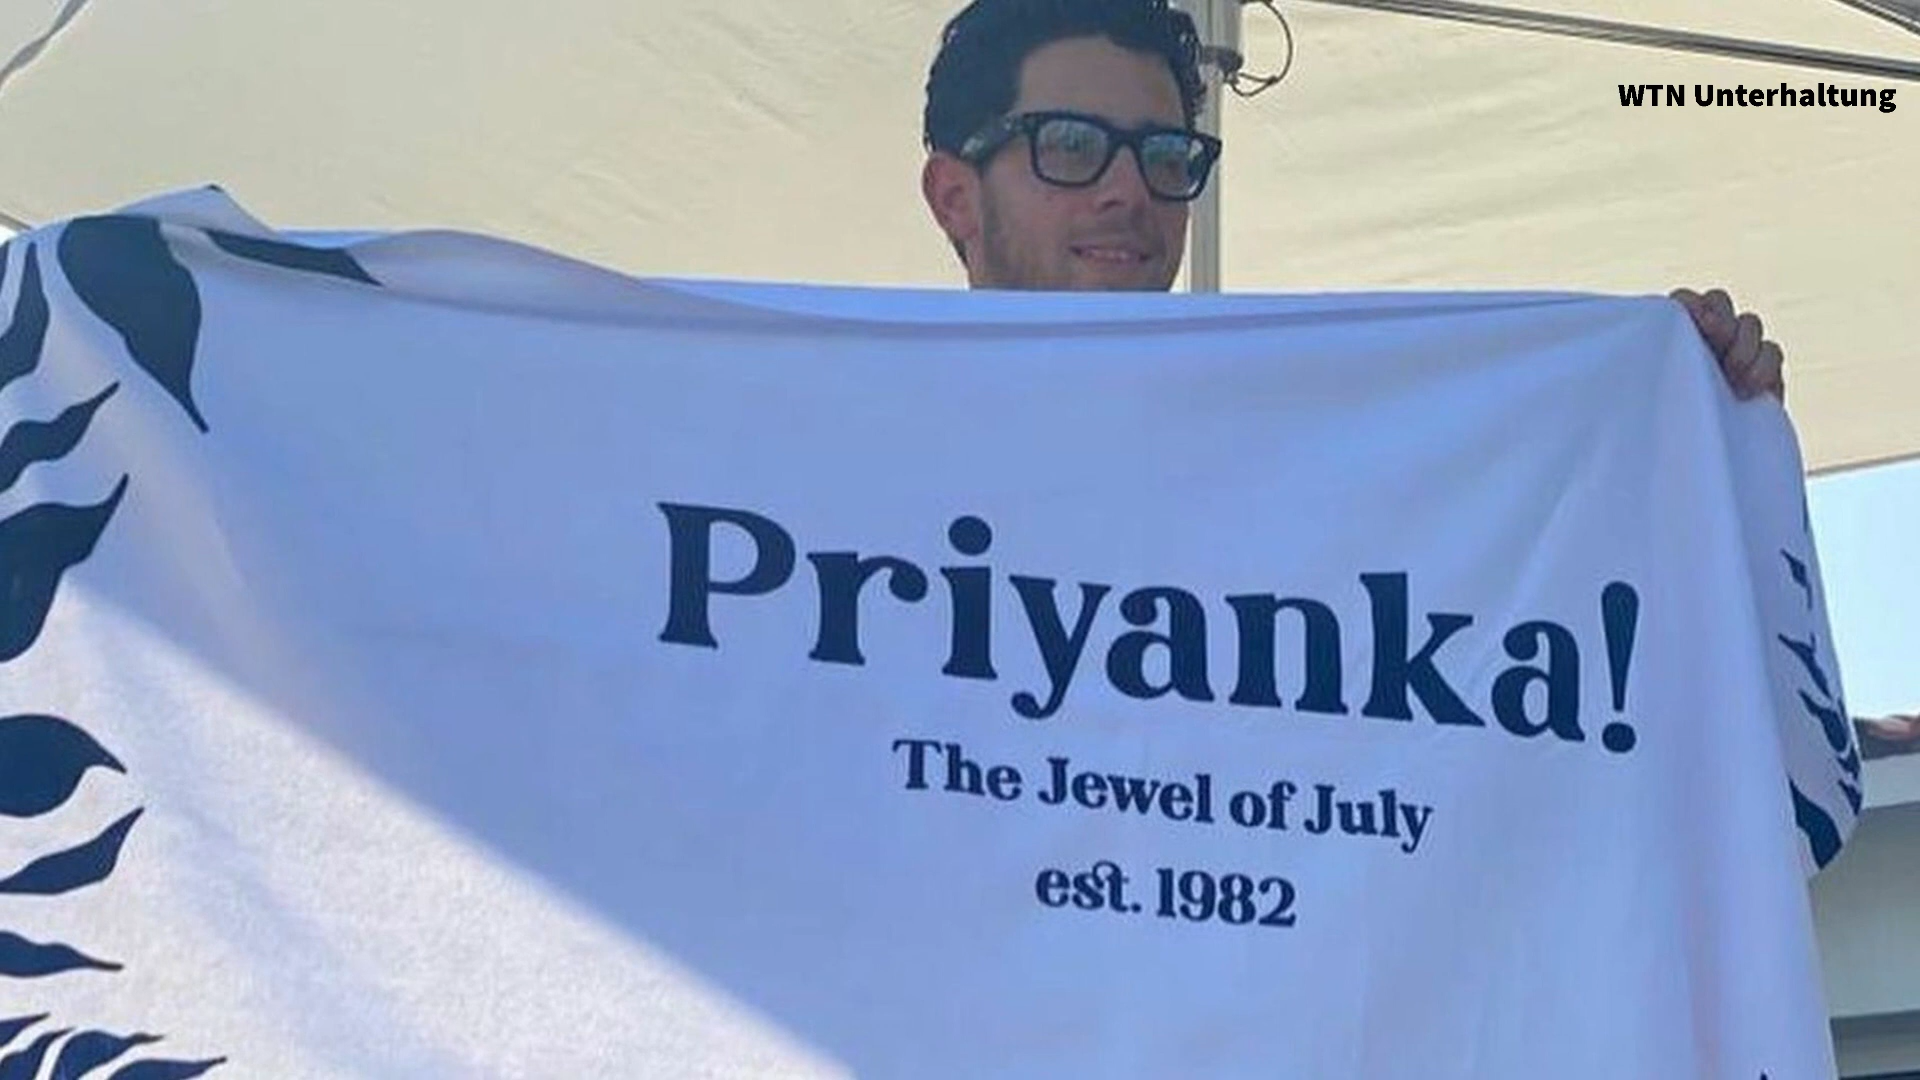 WTN Unterhaltung
Priyanka!
The Jewel of July
est. 1982